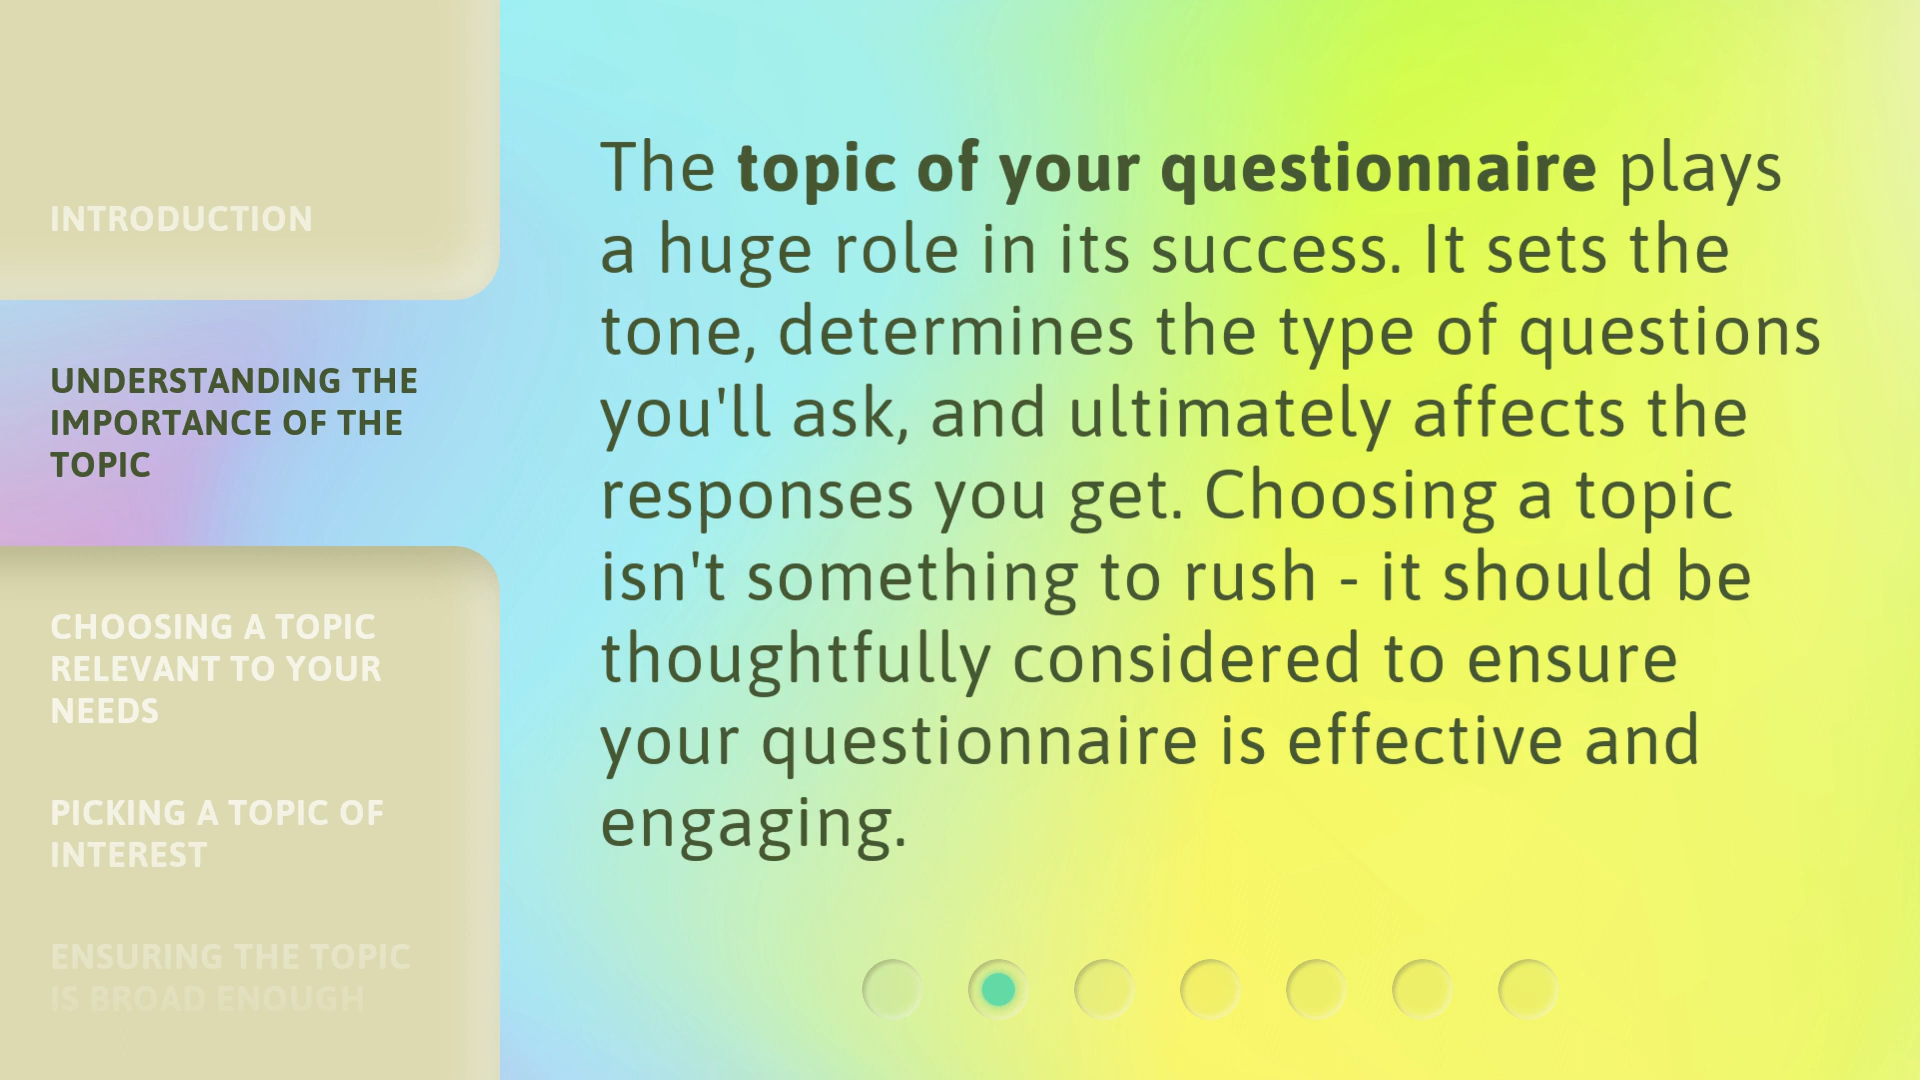 INTRODUCTION
UNDERSTANDING THE
IMPORTANCE OF THE
TOPIC
CHOOSING A TOPIC
RELEVANT TO YOUR
NEEDS
PICKING A TOPIC OF
INTEREST
ENSURING THE TOPIC
IS BROAD ENOUGH
The topic of your questionnaire plays
a huge role in its success. It sets the
tone, determines the type of questions
you'll ask, and ultimately affects the
responses you get. Choosing a topic
isn't something to rush - it should be
thoughtfully considered to ensure
your questionnaire is effective and
engaging.